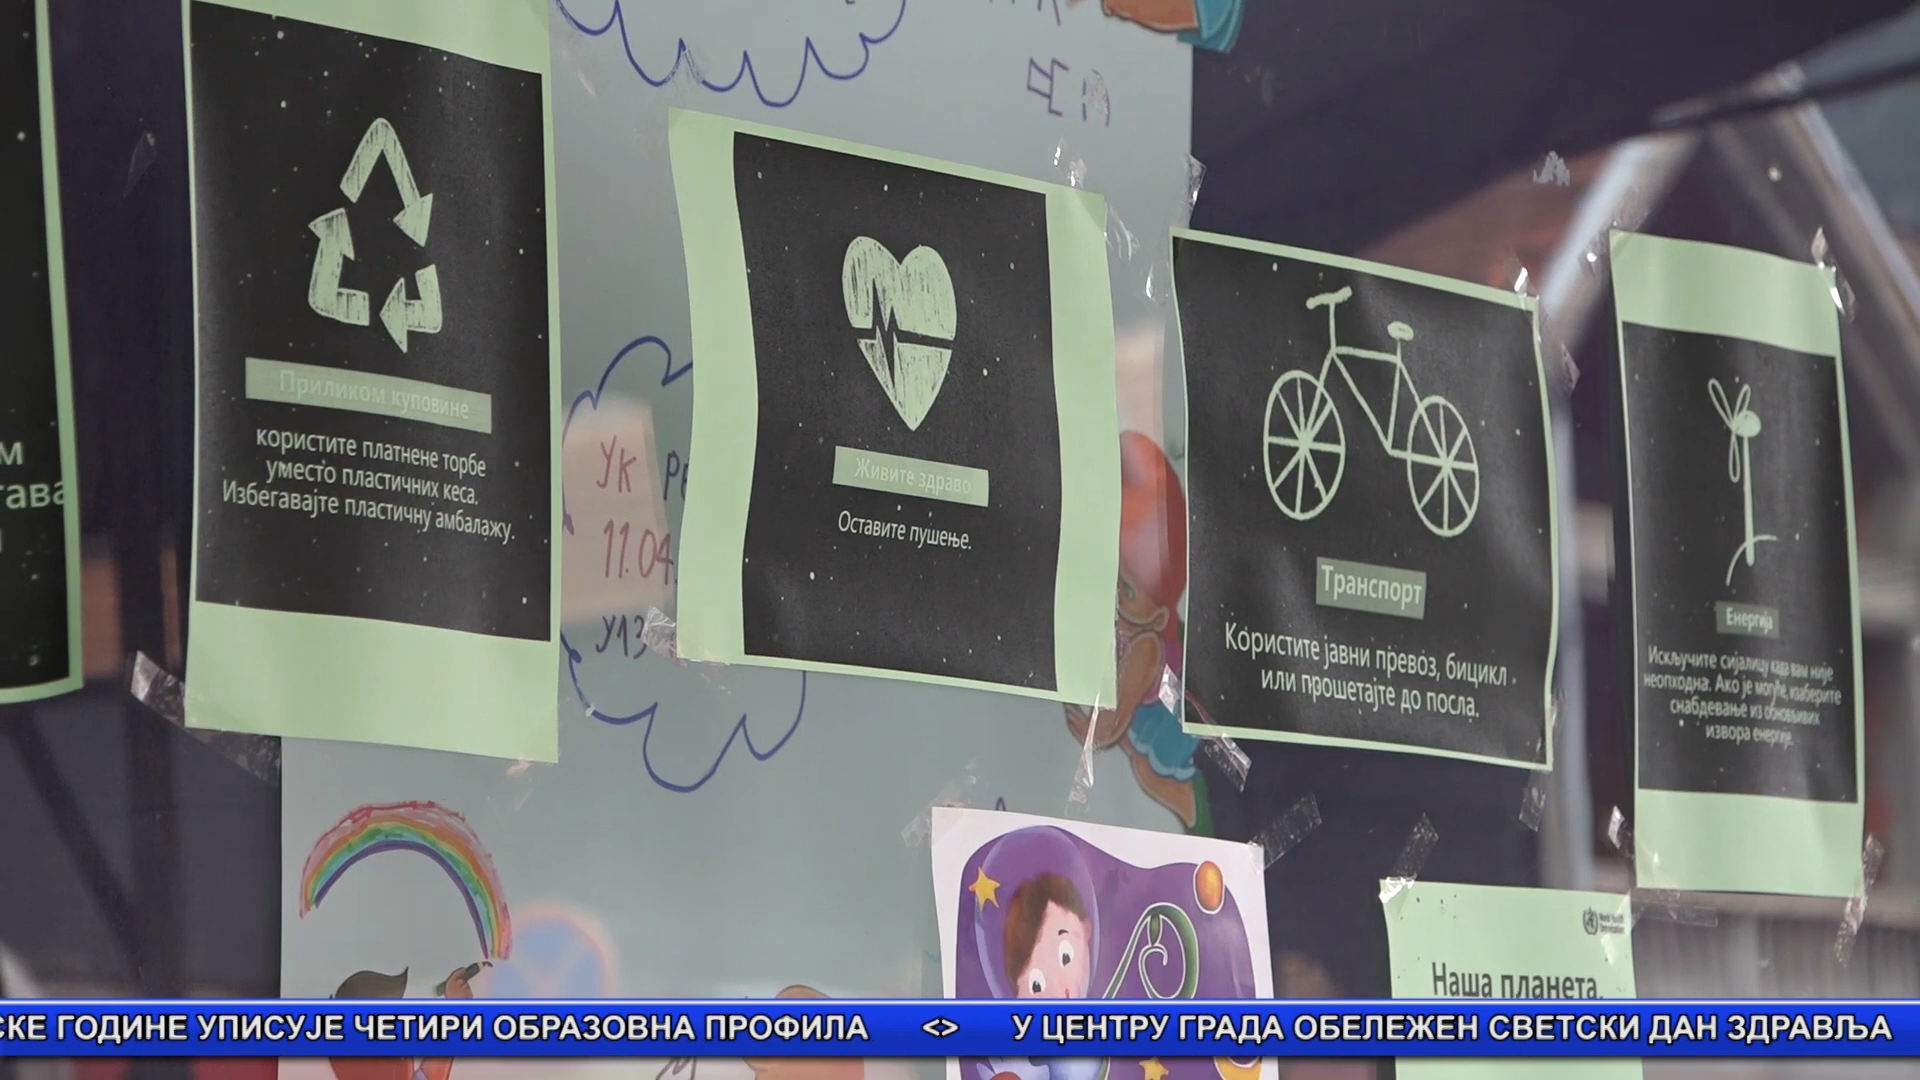 Приликом куповине
користите платнене торбе
уместо пластичних кеса.
Избегавајте пластичну амбалажу.
УК
11.04.
Живите здраво
Оставите пушење.
Транспорт
Користите јавни превоз, бицикл
или прошетајте до посла.
Енергија
Искључите сијалицу када вам није
неопходна. Ако је могуће, изаберите
снабдевање из обновљивих
извора енергије.
World Health
Organization
Наша планета,
СКЕ ГОДИНЕ УПИСУЈЕ ЧЕТИРИ ОБРАЗОВНА ПРОФИЛА <> У ЦЕНТРУ ГРАДА ОБЕЛЕЖЕН СВЕТСКИ ДАН ЗДРАВЉА